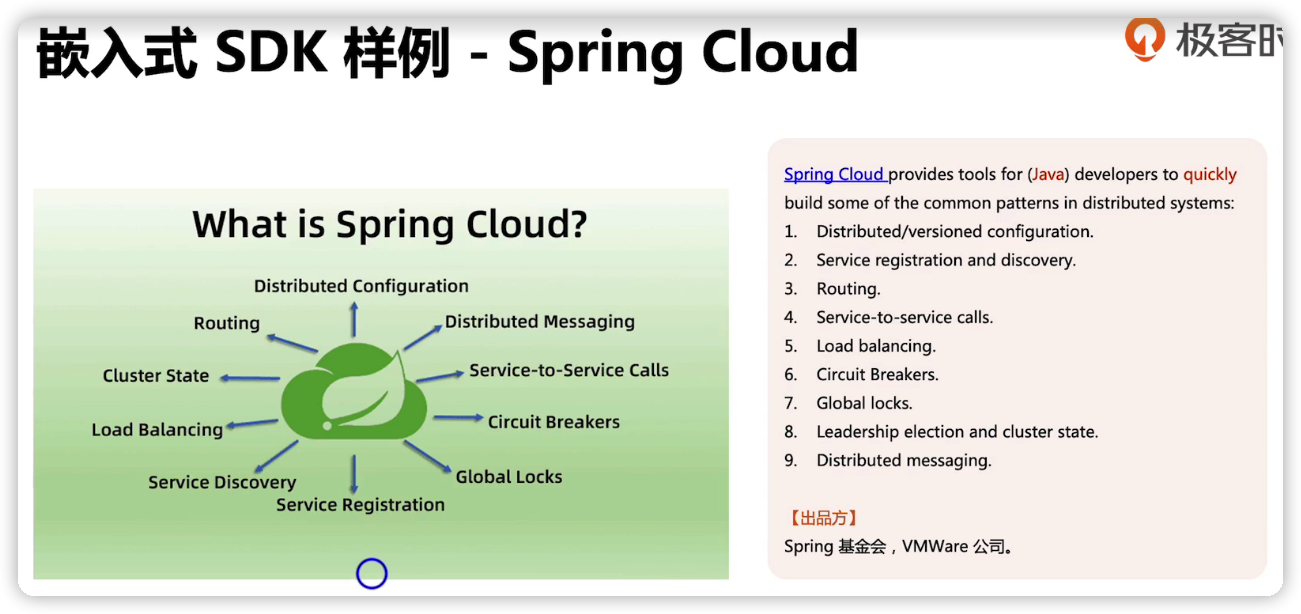 嵌入式 SDK 样例 - Spring Cloud
极客时
What is Spring Cloud?
Distributed Configuration
Routing
Distributed Messaging
Cluster State
Service-to-Service Calls
Load Balancing
Circuit Breakers
Service Discovery
Global Locks
Service Registration
Spring Cloud provides tools for (Java) developers to quickly
build some of the common patterns in distributed systems:
1. Distributed/versioned configuration.
2. Service registration and discovery.
3. Routing.
4. Service-to-service calls.
5. Load balancing.
6. Circuit Breakers.
7. Global locks.
8. Leadership election and cluster state.
9. Distributed messaging.
【出品方】
Spring 基金会，VMWare 公司。